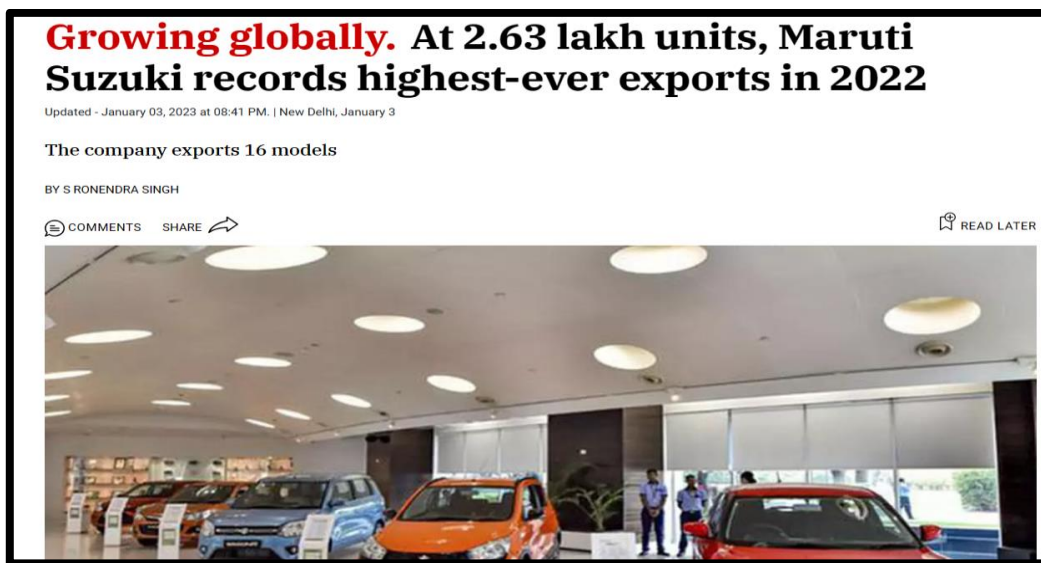 Growing globally. At 2.63 lakh units, Maruti
Suzuki records highest-ever exports in 2022
Updated - January 03, 2023 at 08:41 PM. | New Delhi, January 3
The company exports 16 models
BY S RONENDRA SINGH
COMMENTS SHARE READ LATER